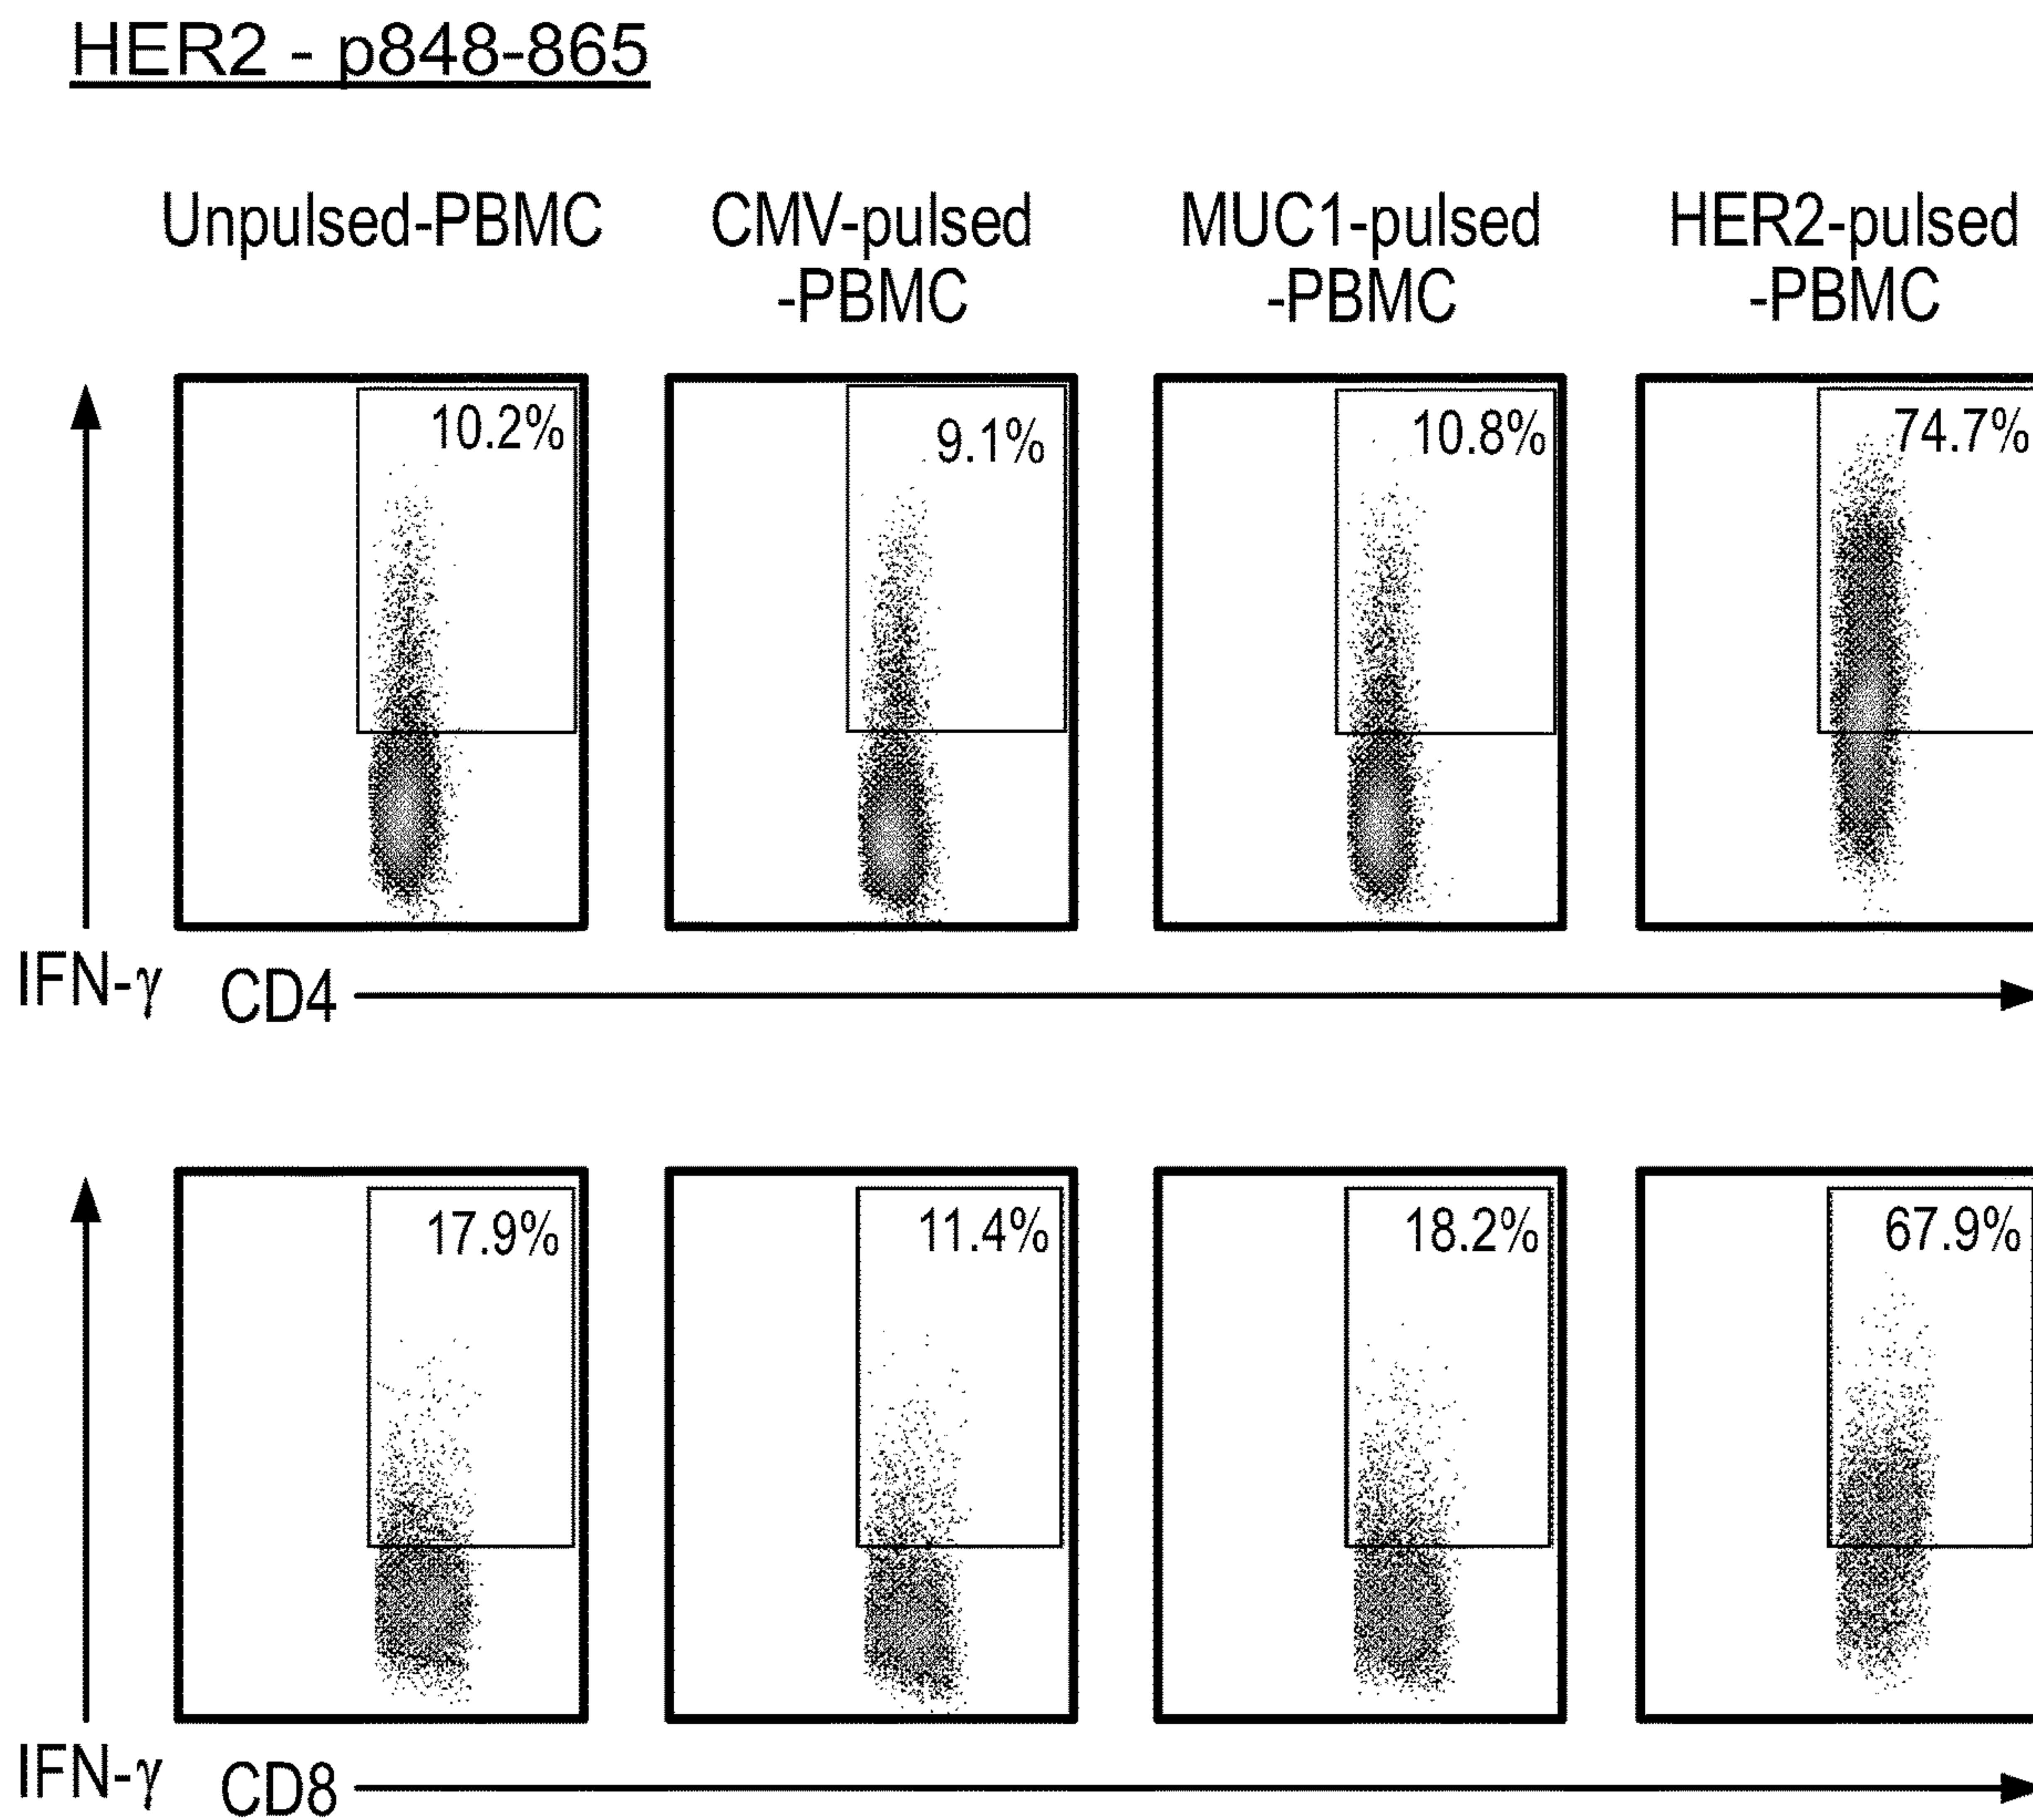 HER2 - p848-865
Unpulsed-PBMC
CMV-pulsed
-PBMC
MUC1-pulsed
-PBMC
HER2-pulsed
-PBMC
10.2%
9.1%
10.8%
74.7%
IFN-γ
CD4
17.9%
11.4%
18.2%
67.9%
IFN-γ
CD8